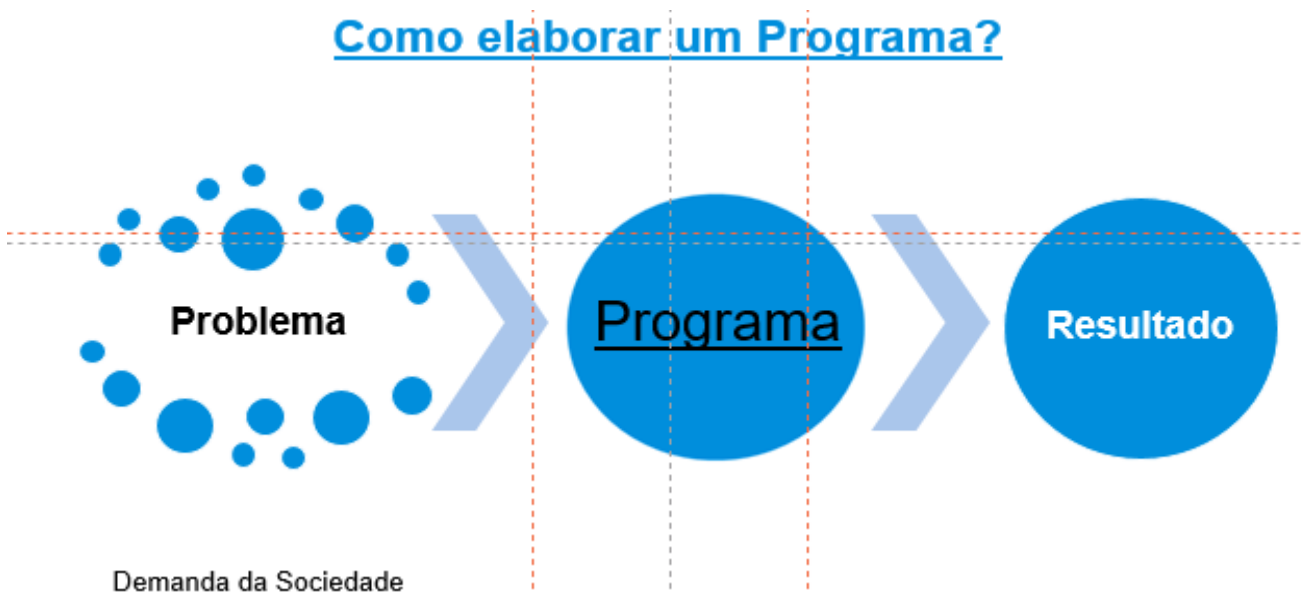 Como elaborar um Programa?
Problema
Programa
Resultado
Demanda da Sociedade